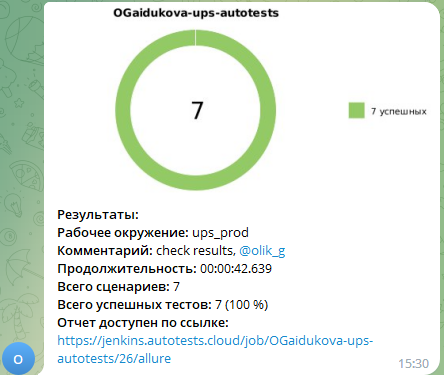 OGaidukova-ups-autotests
7
7 успешных
Результаты:
Рабочее окружение: ups_prod
Комментарий: check results, @olik_g
Продолжительность: 00:00:42.639
Всего сценариев: 7
Всего успешных тестов: 7 (100 %)
Отчет доступен по ссылке:
https://jenkins.autotests.cloud/job/OGaidukova-ups-
autotests/26/allure
O
15:30